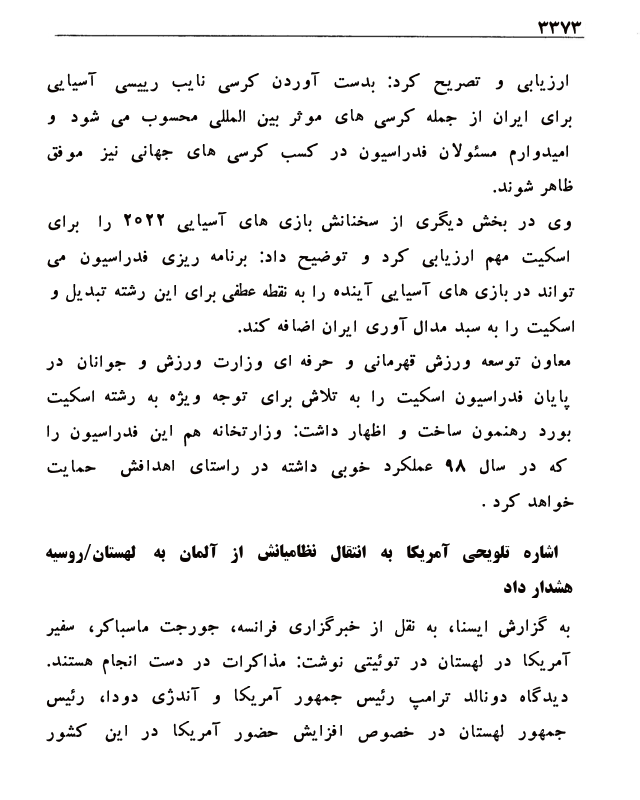 ۳۳۷۳
ارزیابی و تصریح کرد: بدست آوردن کرسی نایب رییسی آسیایی
برای ایران از جمله کرسی های موثر بین المللی محسوب می شود و
امیدوارم مسئولان فدراسیون در کسب کرسی های جهانی نیز موفق
ظاهر شوند.
وی در بخش دیگری از سخنانش بازی های آسیایی ۲۰۲۲ را برای
اسکیت مهم ارزیابی کرد و توضیح داد: برنامه ریزی فدراسیون می
تواند در بازی های آسیایی آینده را به نقطه عطفی برای این رشته تبدیل و
اسکیت را به سبد مدال آوری ایران اضافه کند.
معاون توسعه ورزش قهرمانی و حرفه ای وزارت ورزش و جوانان در
پایان فدراسیون اسکیت را به تلاش برای توجه ویژه به رشته اسکیت
بورد رهنمون ساخت و اظهار داشت: وزارتخانه هم این فدراسیون را
که در سال ۹۸ عملکرد خوبی داشته در راستای اهدافش حمایت
خواهد کرد .
اشاره تلویحی آمریکا به انتقال نظامیانش از آلمان به لهستان/روسیه
هشدار داد
به گزارش ایسنا، به نقل از خبرگزاری فرانسه، جورجت ماسباکر، سفیر
آمریکا در لهستان در توئیتی نوشت: مذاکرات در دست انجام هستند.
دیدگاه دونالد ترامپ رئیس جمهور آمریکا و آندژی دودا، رئیس
جمهور لهستان در خصوص افزایش حضور آمریکا در این کشور